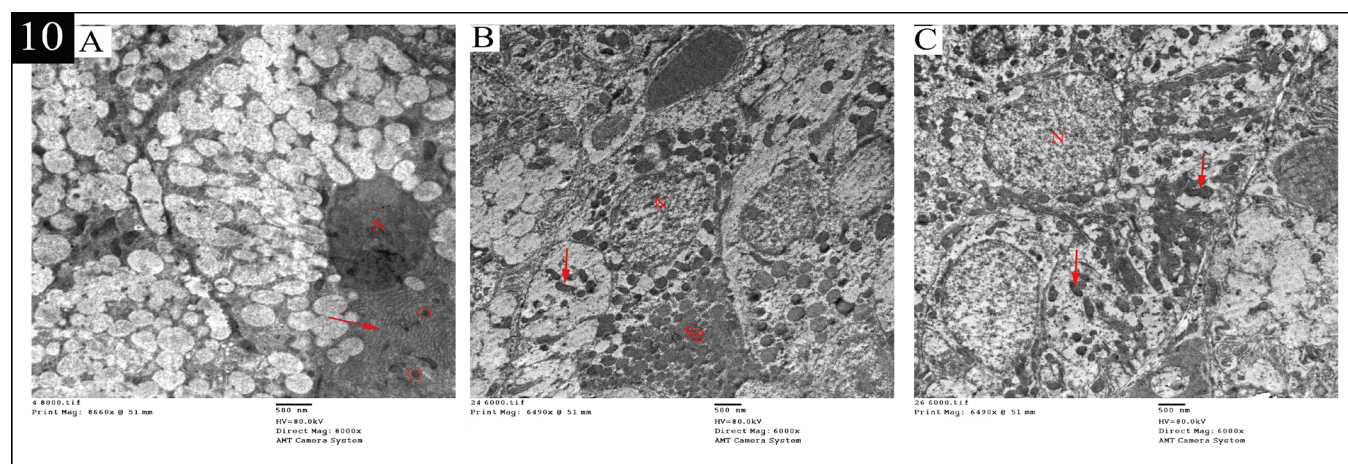 10
A
N
4 8000.tif
Print Mag: 8660x @ 51 mm
500 nm
HV=80.0kV
Direct Mag: 8000x
AMT Camera System
B
N
Sg
24 6000.tif
Print Mag: 6490x @ 51 mm
500 nm
HV=80.0kV
Direct Mag: 6000x
AMT Camera System
C
N
26 6000.tif
Print Mag: 6490x @ 51 mm
500 nm
HV=80.0kV
Direct Mag: 6000x
AMT Camera System